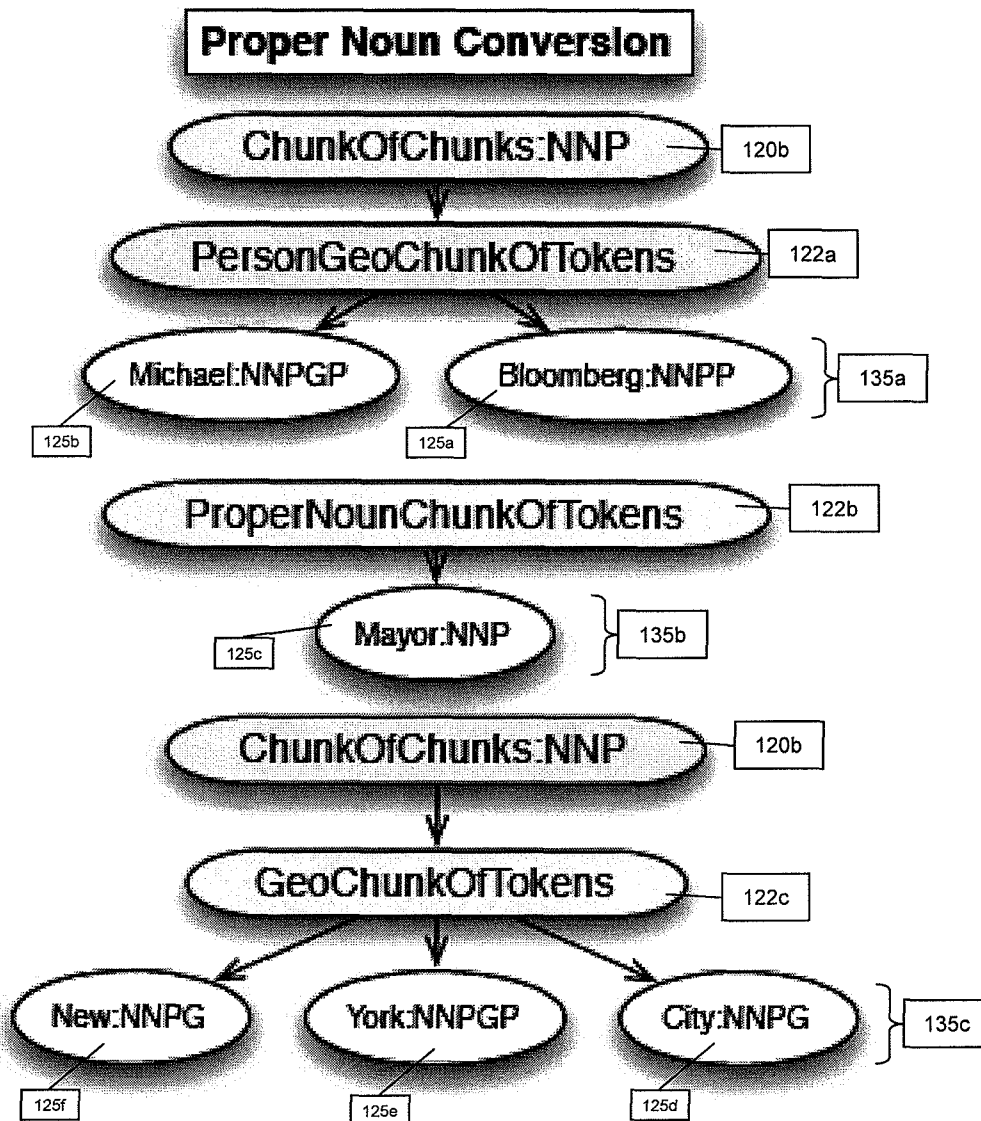 Proper Noun Conversion
ChunkOfChunks:NNP
120b
PersonGeoChunkOfTokens
122a
Michael:NNPGP
Bloomberg:NNPP
135a
125b
125a
ProperNounChunkOfTokens
122b
Mayor:NNP
135b
125c
ChunkOfChunks:NNP
120b
GeoChunkOfTokens
122c
New:NNPG
York:NNPGP
City:NNPG
135c
125f
125e
125d